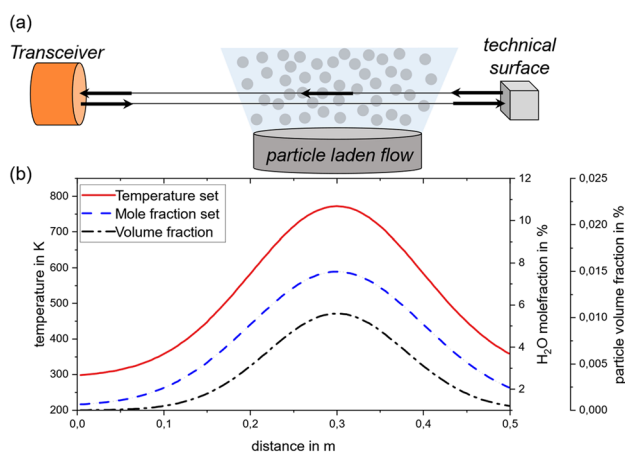 (a)
Transceiver
technical
surface
particle laden flow
(b)
Temperature set
Mole fraction set
Volume fraction
temperature in K
800
700
600
500
400
300
200
H2O molefraction in %
12
10
8
6
4
2
particle volume fraction in %
0,025
0,020
0,015
0,010
0,005
0,000
0,0 0,1 0,2 0,3 0,4 0,5
distance in m